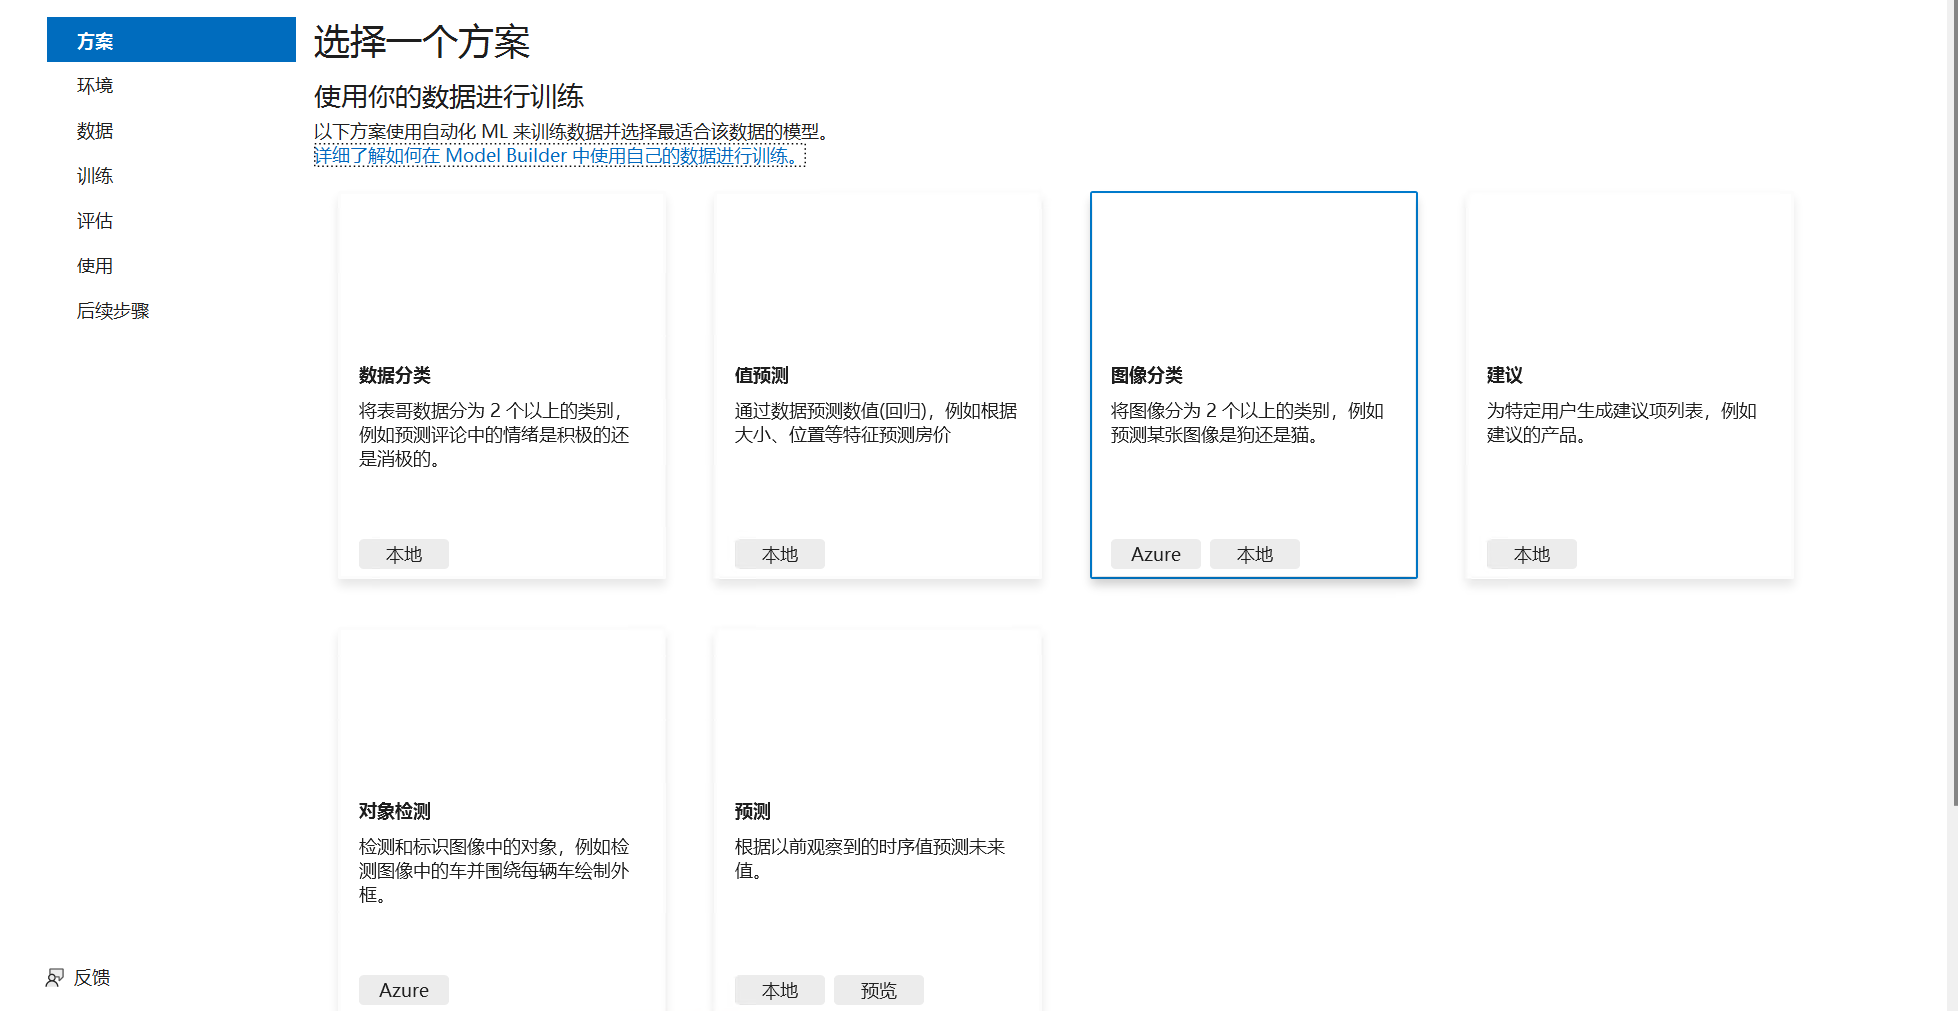 方案
环境
数据
训练
评估
使用
后续步骤
反馈
选择一个方案
使用你的数据进行训练
以下方案使用自动化 ML 来训练数据并选择最适合该数据的模型。
详细了解如何在 Model Builder 中使用自己的数据进行训练。
数据分类
将表哥数据分为 2 个以上的类别，
例如预测评论中的情绪是积极的还
是消极的。
本地
值预测
通过数据预测数值(回归)，例如根据
大小、位置等特征预测房价
本地
图像分类
将图像分为 2 个以上的类别，例如
预测某张图像是狗还是猫。
Azure 本地
建议
为特定用户生成建议项列表，例如
建议的产品。
本地
对象检测
检测和标识图像中的对象，例如检
测图像中的车并围绕每辆车绘制外
框。
Azure
预测
根据以前观察到的时序值预测未来
值。
本地 预览